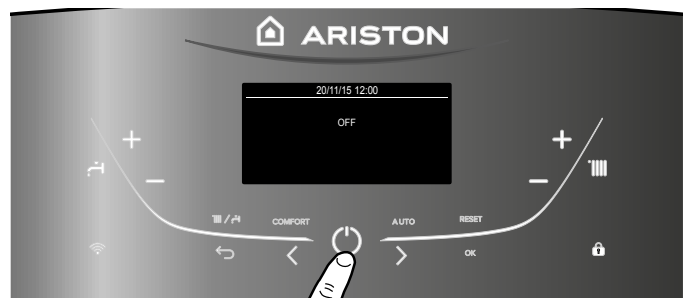 ARISTON
20/11/15 12:00
OFF
COMFORT
AUTO
RESET
OK